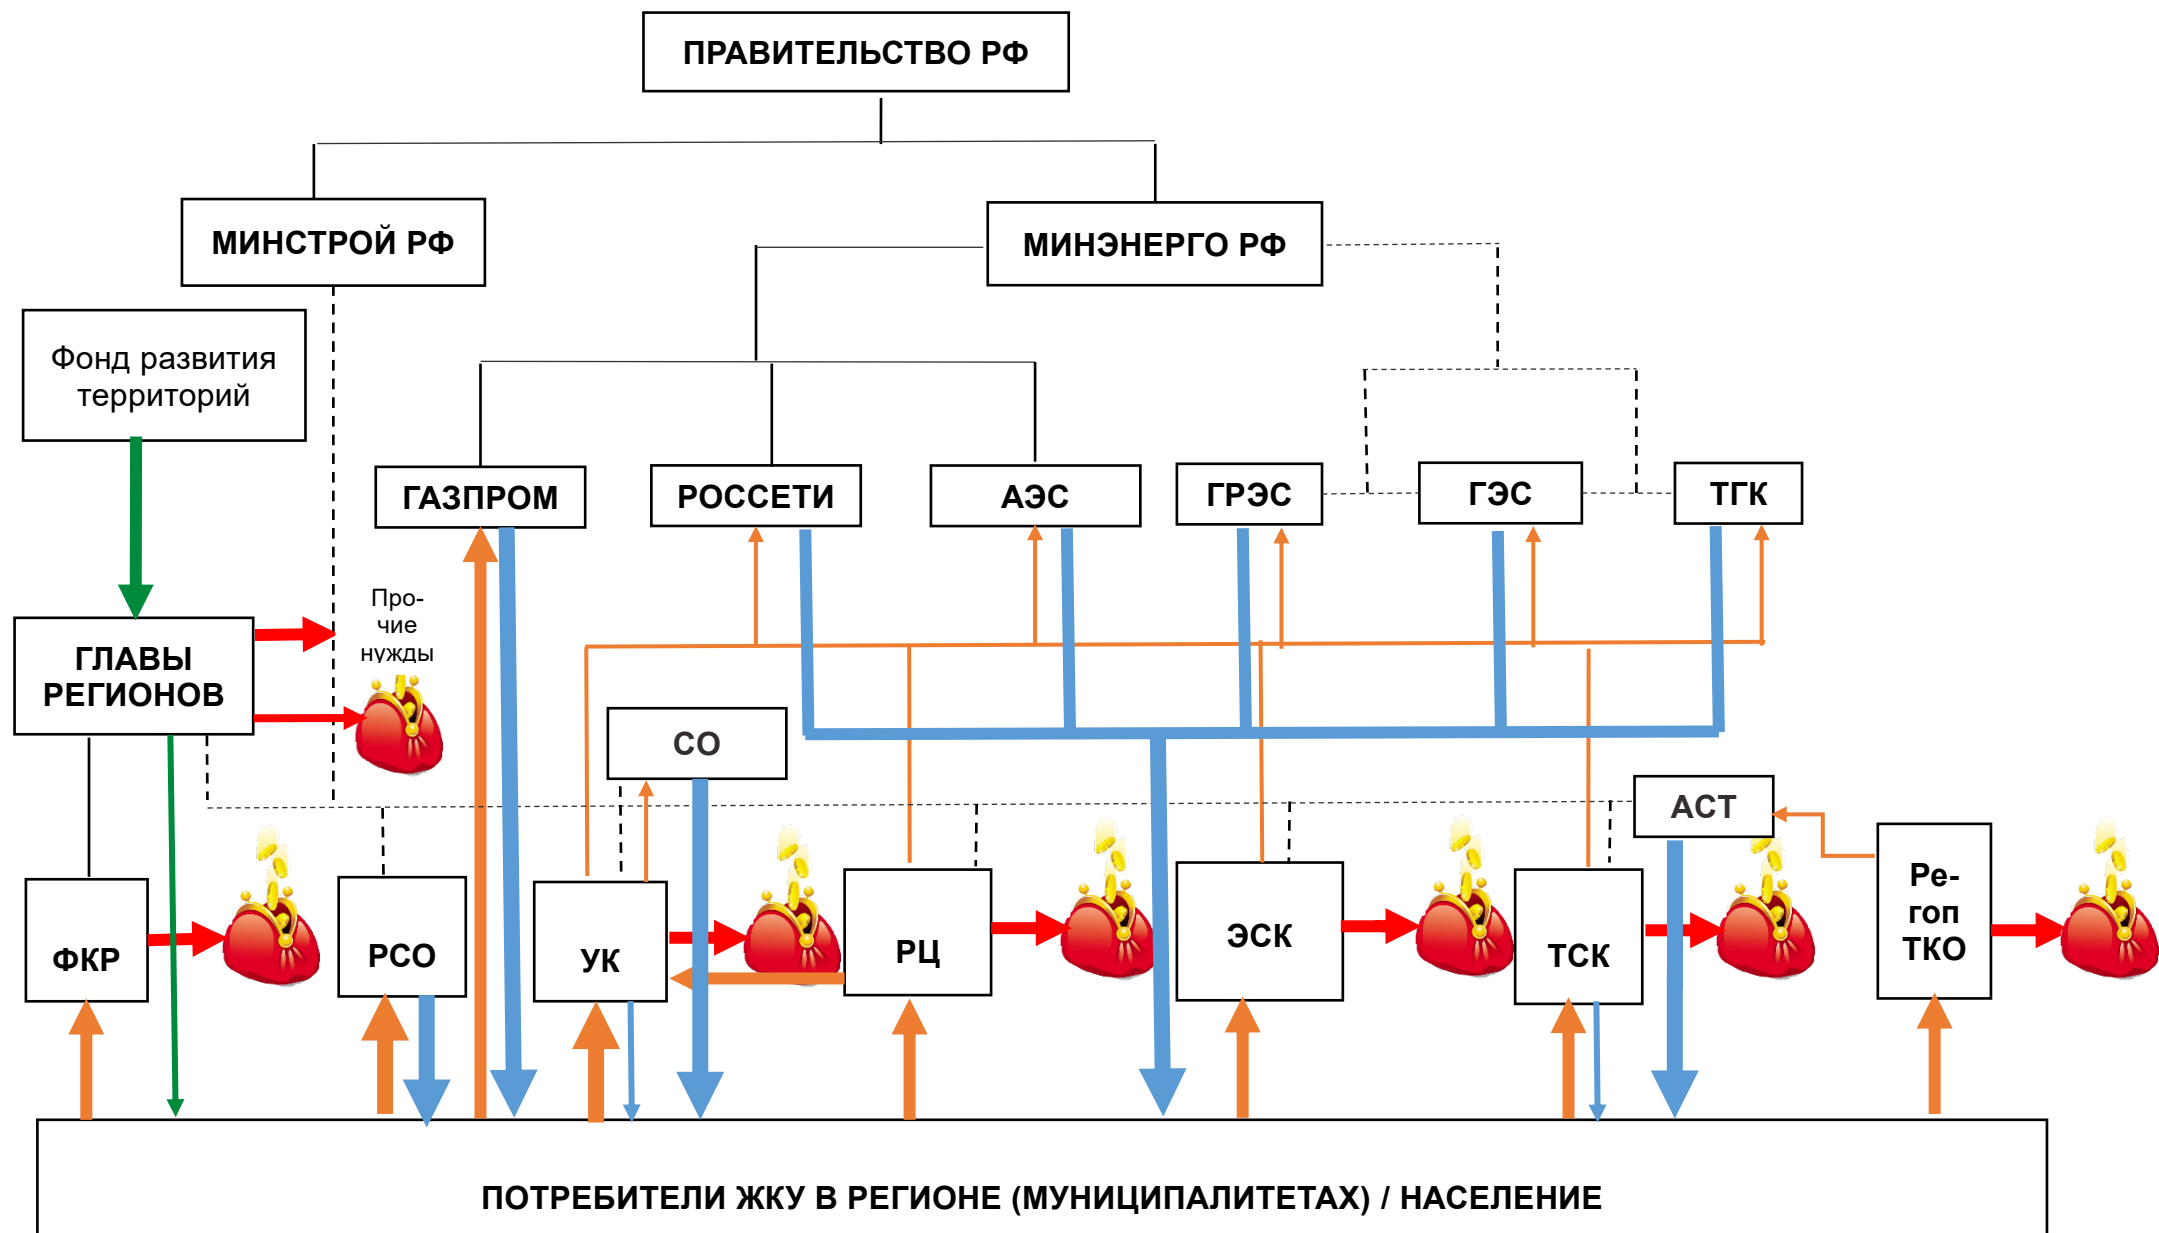 ПРАВИТЕЛЬСТВО РФ
МИНСТРОЙ РФ
МИНЭНЕРГО РФ
Фонд развития
территорий
ГАЗПРОМ
РОССЕТИ
АЭС
ГРЭС
ГЭС
ТГК
Про-
чие
нужды
ГЛАВЫ
РЕГИОНОВ
СО
АСТ
ФКР
РСО
УК
РЦ
ЭСК
ТСК
Ре-
гоп
ТКО
ПОТРЕБИТЕЛИ ЖКУ В РЕГИОНЕ (МУНИЦИПАЛИТЕТАХ) / НАСЕЛЕНИЕ